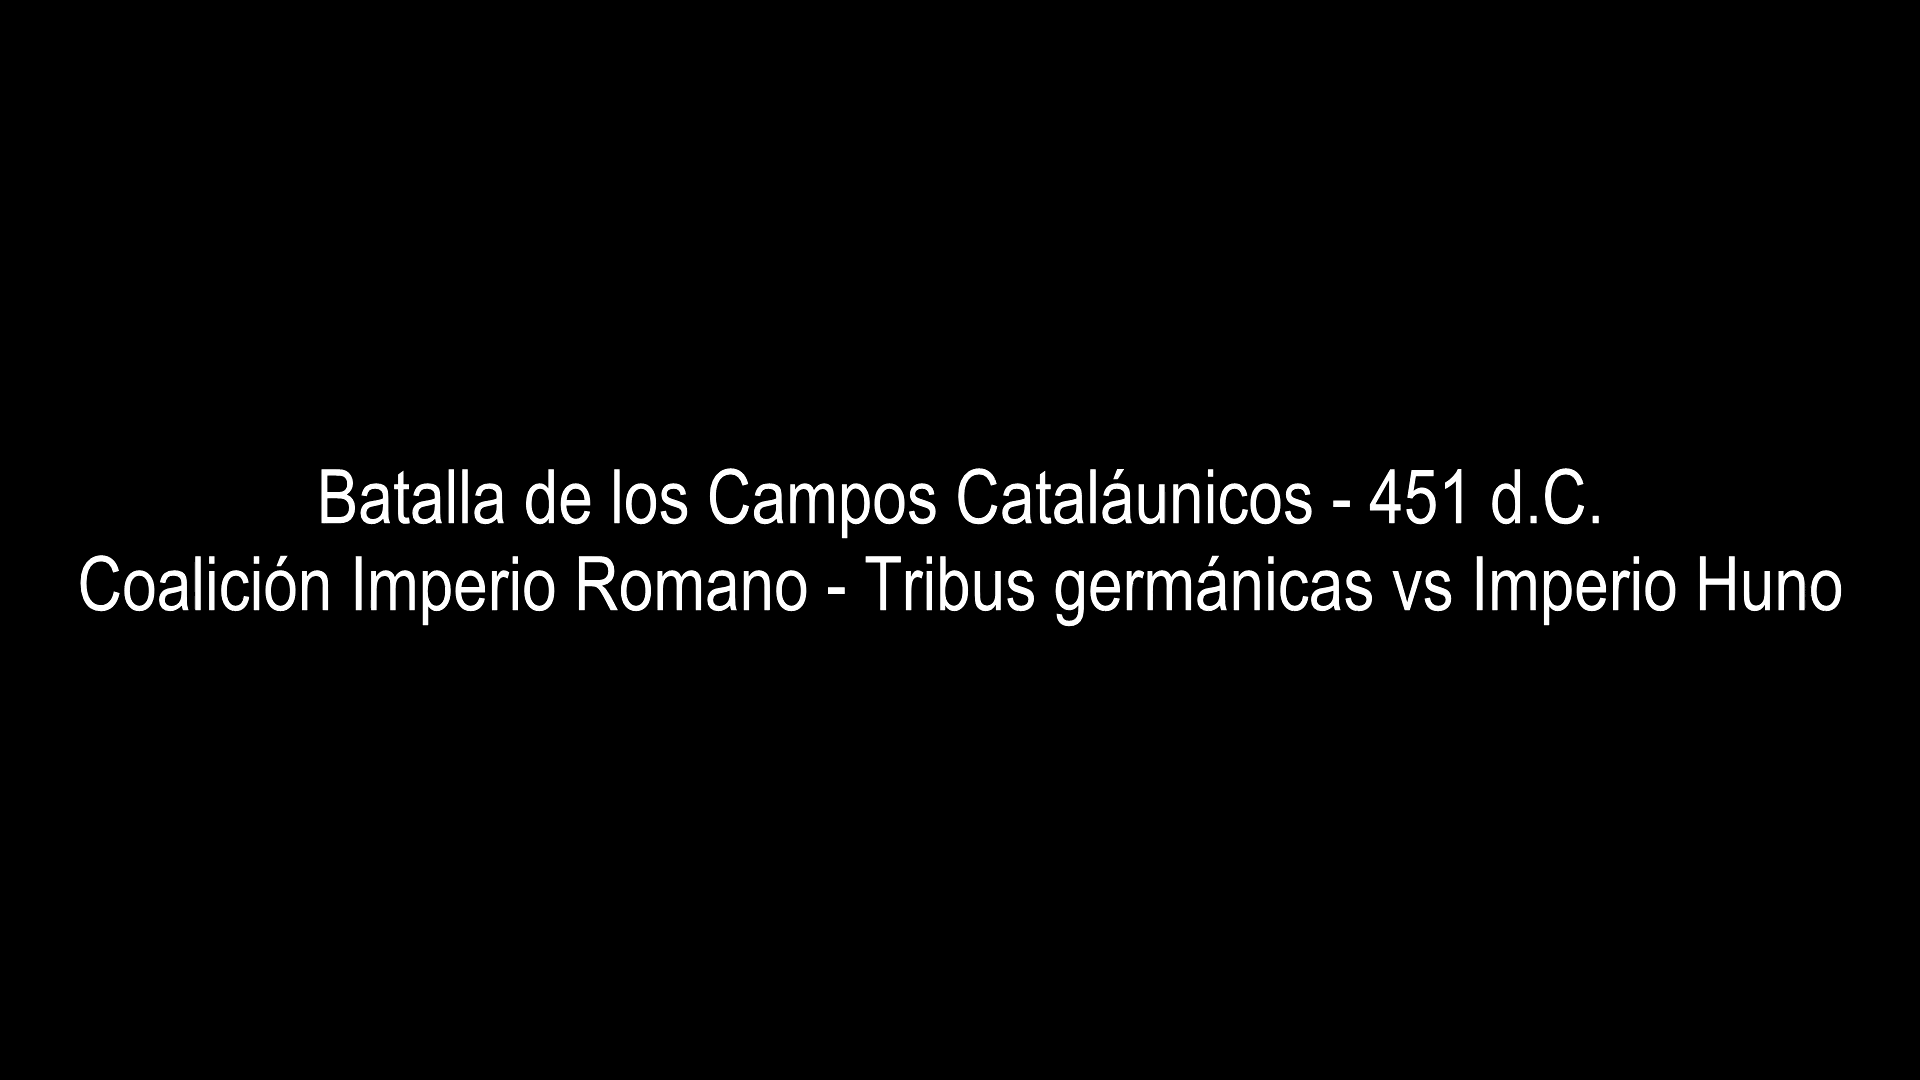 Batalla de los Campos Cataláunicos - 451 d.C.
Coalición Imperio Romano - Tribus germánicas vs Imperio Huno